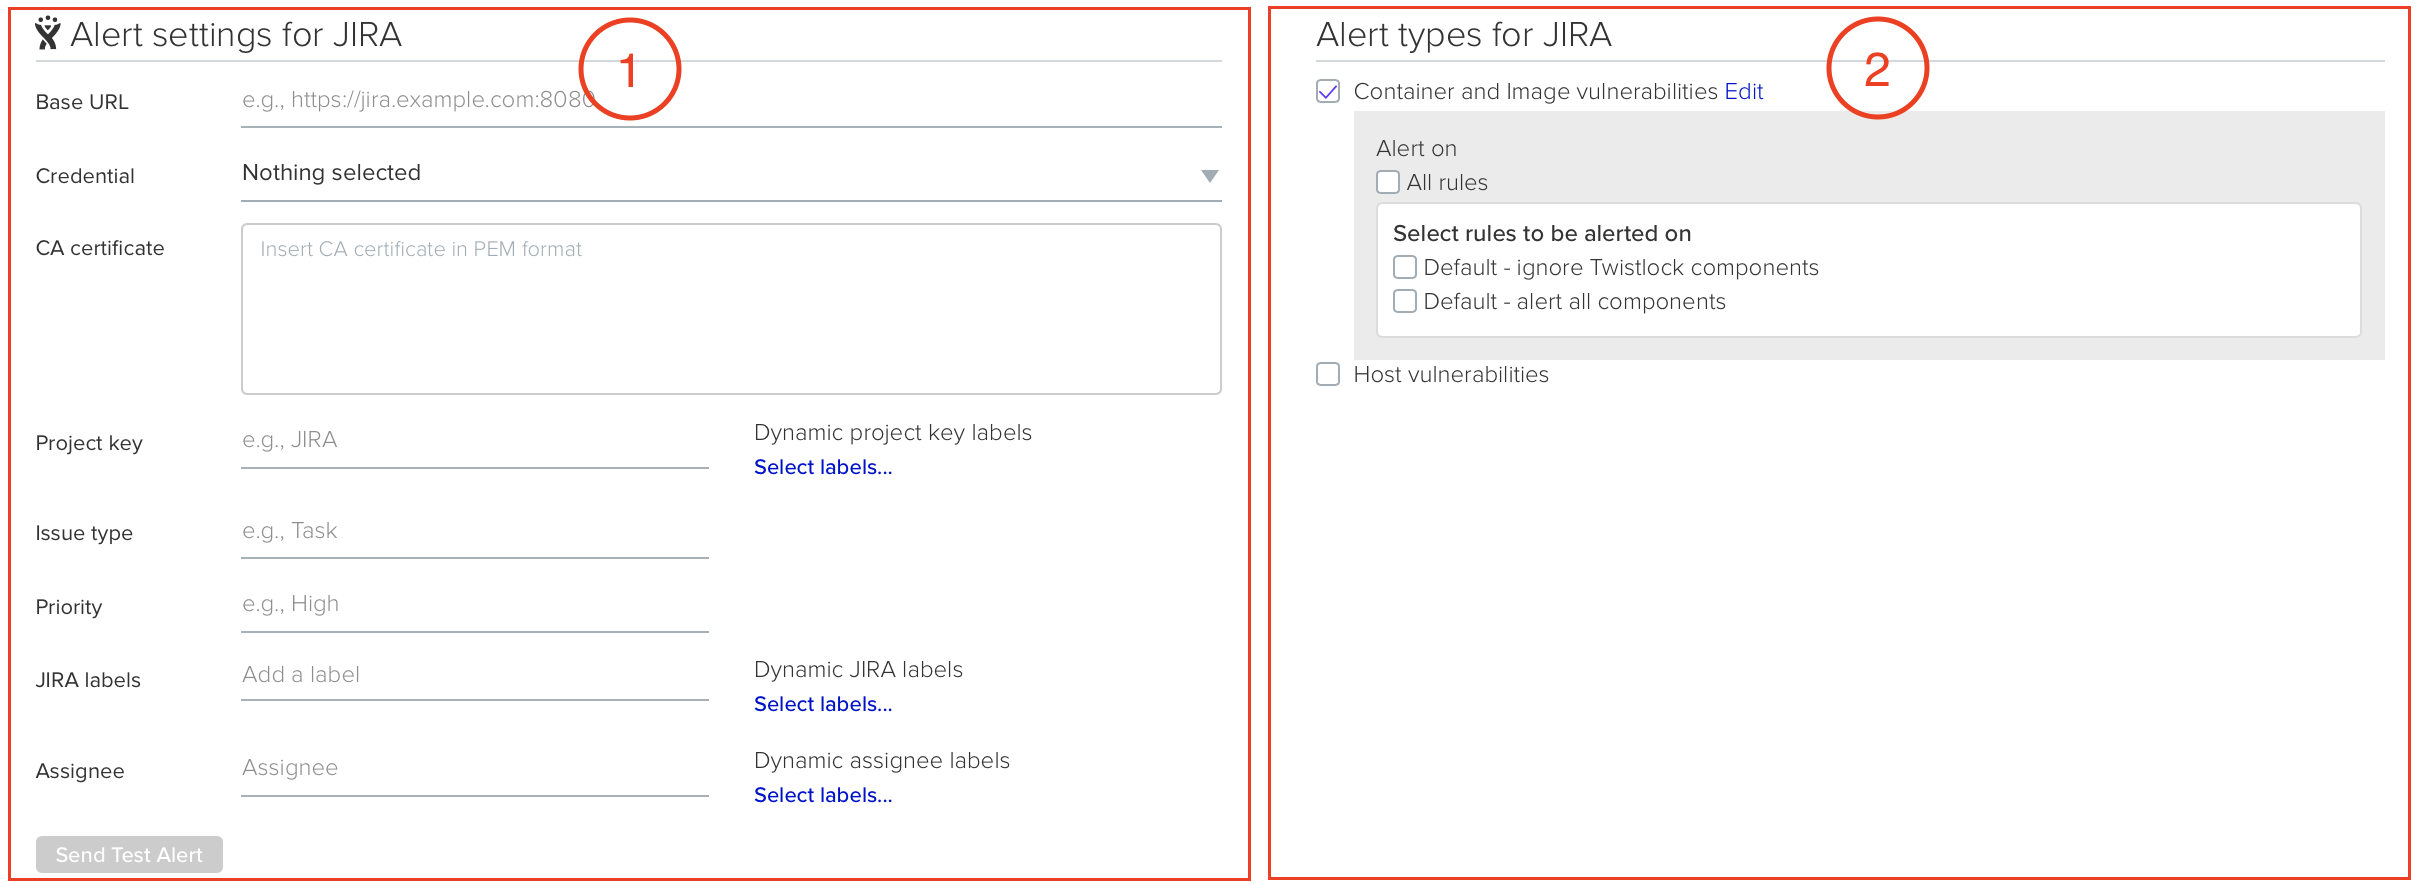 Alert settings for JIRA
1
Base URL
e.g., https://jira.example.com:8080
Credential
Nothing selected
CA certificate
Insert CA certificate in PEM format
Project key
e.g., JIRA
Dynamic project key labels
Select labels...
Issue type
e.g., Task
Priority
e.g., High
JIRA labels
Add a label
Dynamic JIRA labels
Select labels...
Assignee
Assignee
Dynamic assignee labels
Select labels...
Send Test Alert
Alert types for JIRA
2
Container and Image vulnerabilities Edit
Alert on
All rules
Select rules to be alerted on
Default - ignore Twistlock components
Default - alert all components
Host vulnerabilities